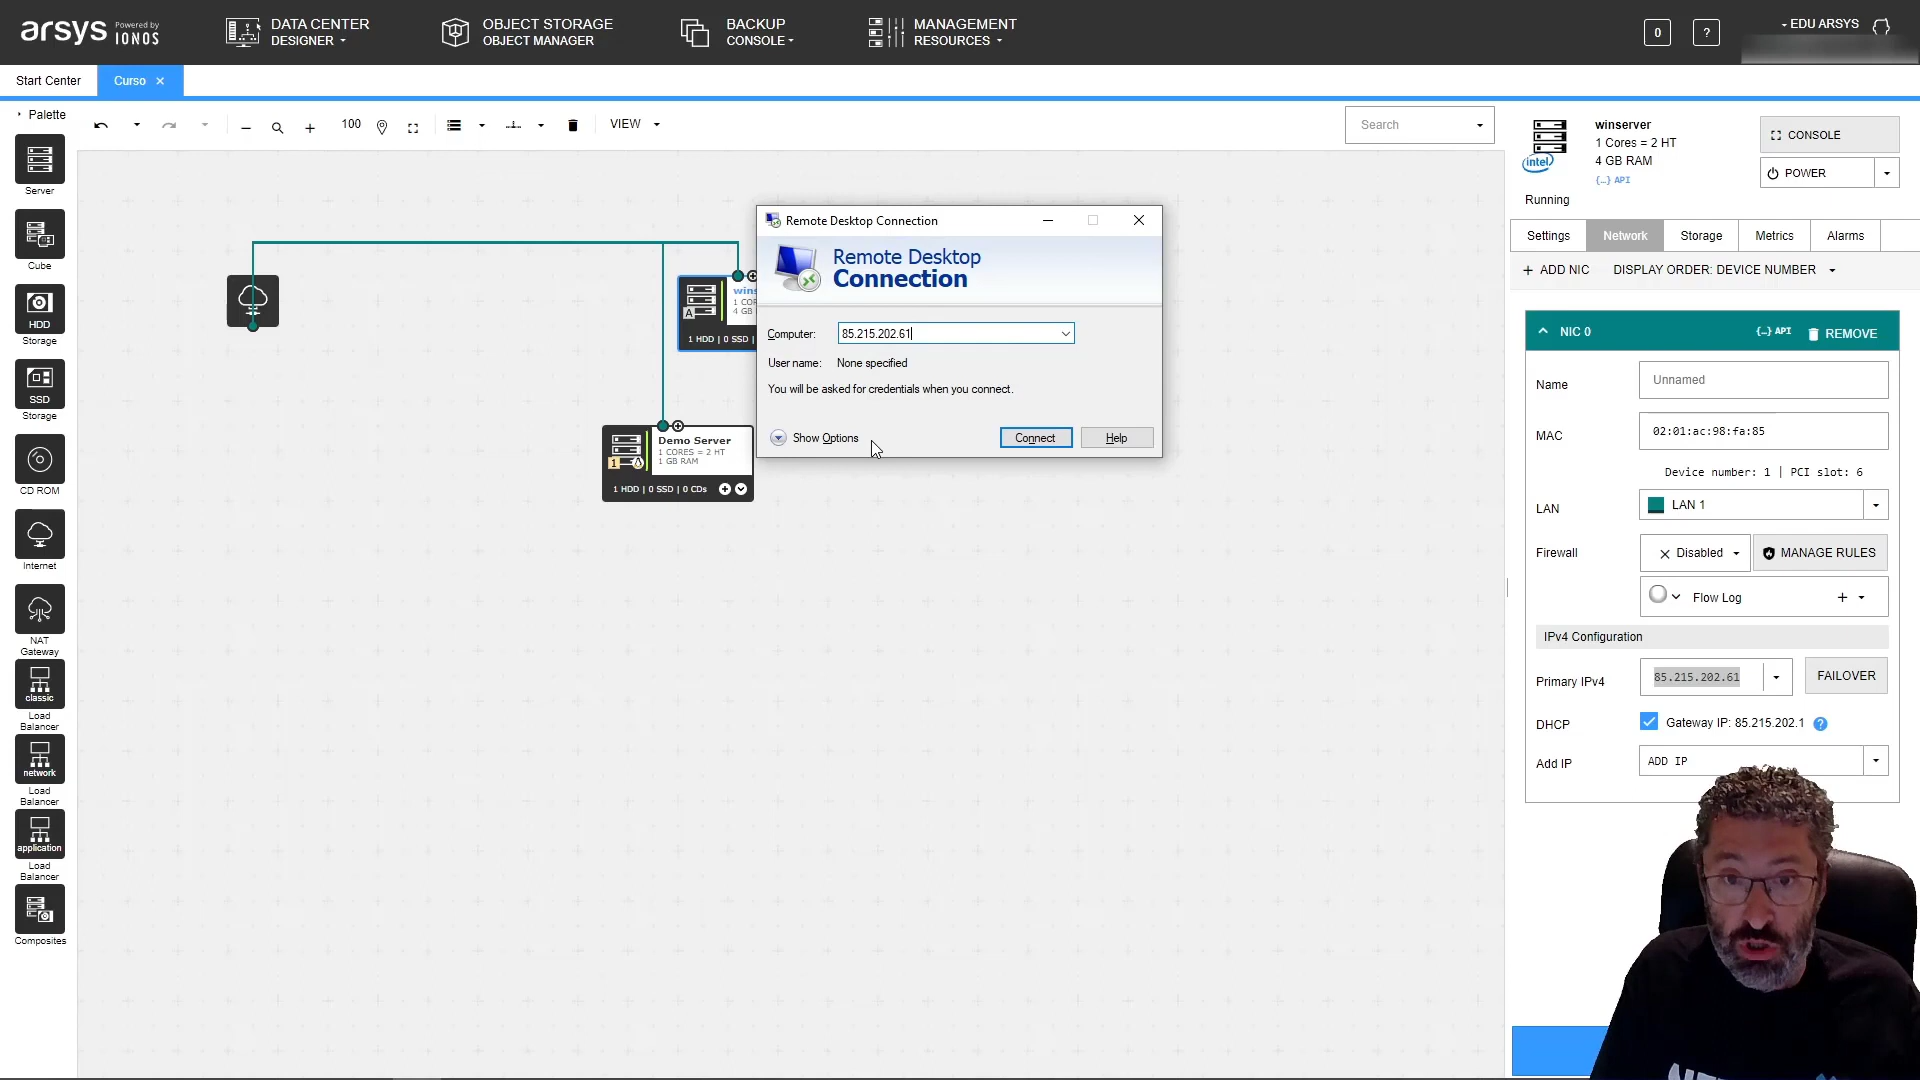 arsys Powered by IONOS
DATA CENTER
DESIGNER
OBJECT STORAGE
OBJECT MANAGER
BACKUP
CONSOLE
MANAGEMENT
RESOURCES
0
?
EDU ARSYS
Start Center
Curso
Palette
100
VIEW
Search
Server
Cube
HDD
Storage
SSD
Storage
CD ROM
Internet
NAT
Gateway
classic
Load
Balancer
network
Load
Balancer
application
Load
Balancer
Composites
A
1 HDD | 0 SSD |
1
Demo Server
1 CORES = 2 HT
1 GB RAM
1 HDD | 0 SSD | 0 CDs
Remote Desktop Connection
Remote Desktop
Connection
Computer: 85.215.202.61
User name: None specified
You will be asked for credentials when you connect.
Show Options
Connect
Help
intel
winserver
1 Cores = 2 HT
4 GB RAM
{...} API
Running
CONSOLE
POWER
Settings
Network
Storage
Metrics
Alarms
+ ADD NIC
DISPLAY ORDER: DEVICE NUMBER
NIC 0
{...} API
REMOVE
Name
Unnamed
MAC
02:01:ac:98:fa:85
Device number: 1 | PCI slot: 6
LAN
LAN 1
Firewall
Disabled
MANAGE RULES
Flow Log
IPv4 Configuration
Primary IPv4
85.215.202.61
FAILOVER
DHCP
Gateway IP: 85.215.202.1
Add IP
ADD IP